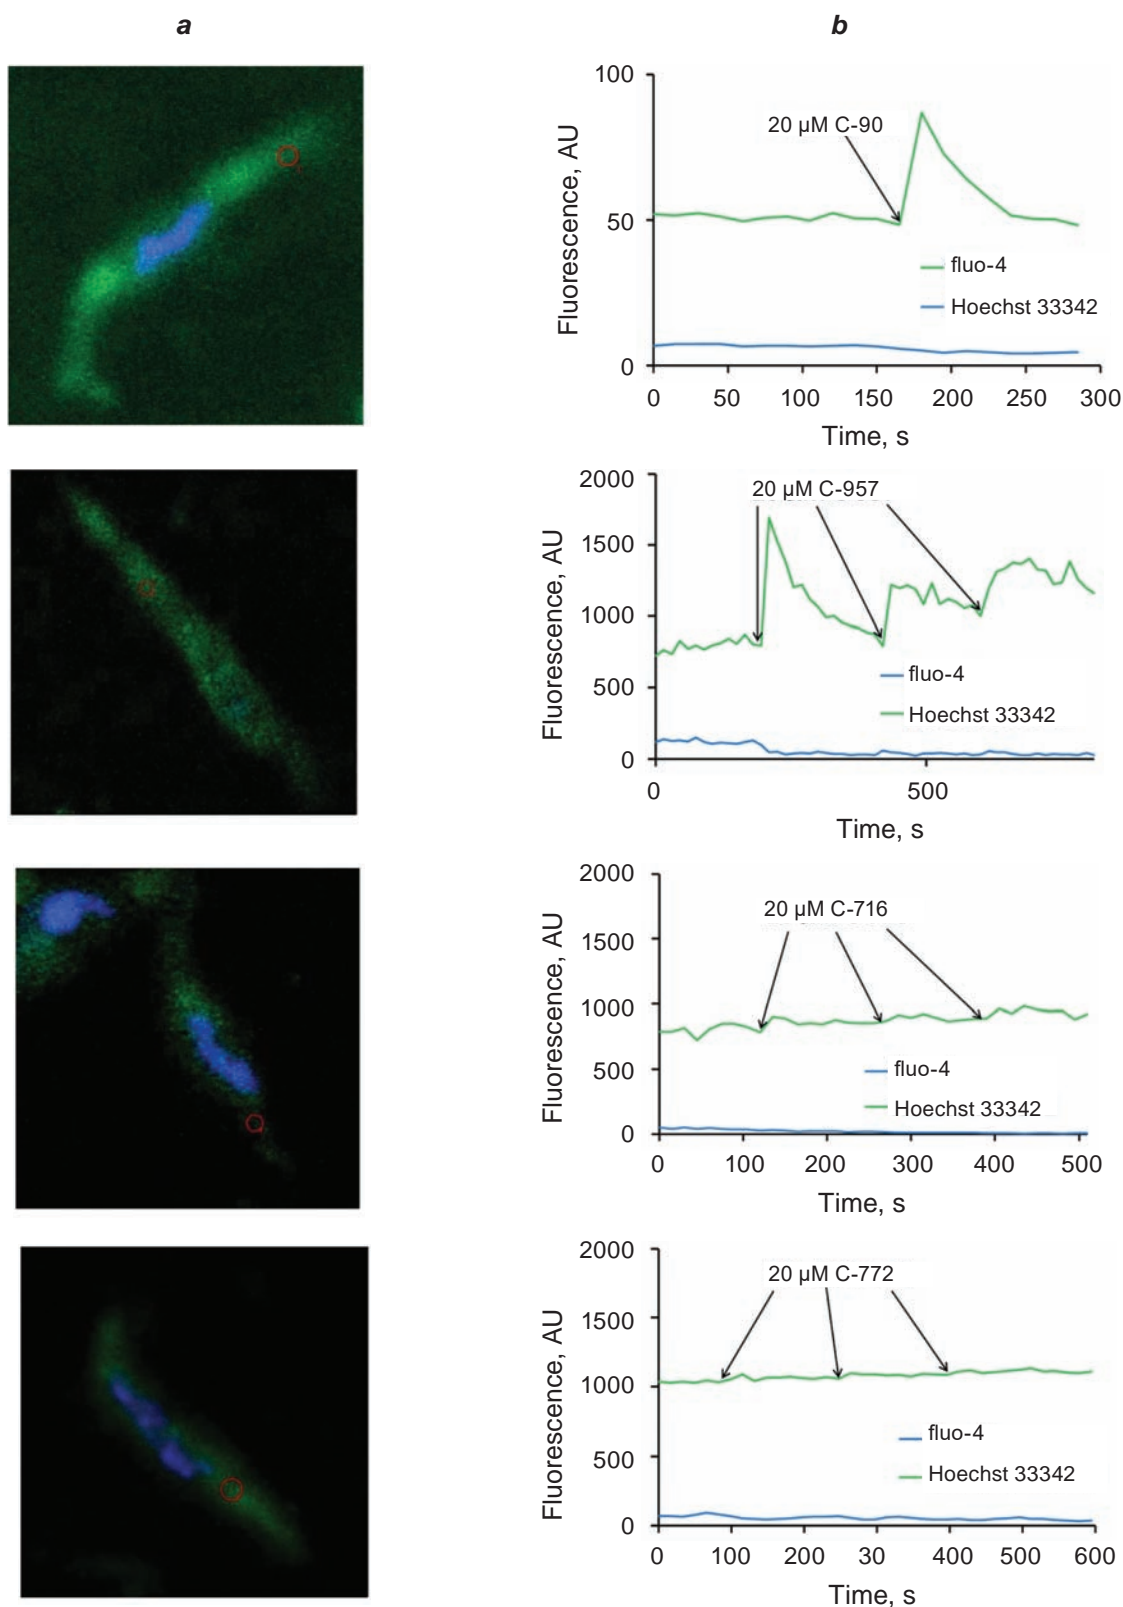 a
b
100
50
0
Fluorescence, AU
20 µM C-90
fluo-4
Hoechst 33342
0 50 100 150 200 250 300
Time, s
2000
1500
1000
500
0
Fluorescence, AU
20 µM C-957
fluo-4
Hoechst 33342
0 500
Time, s
2000
1500
1000
500
0
Fluorescence, AU
20 µM C-716
fluo-4
Hoechst 33342
0 100 200 300 400 500
Time, s
2000
1500
1000
500
0
Fluorescence, AU
20 µM C-772
fluo-4
Hoechst 33342
0 100 200 30 400 500 600
Time, s